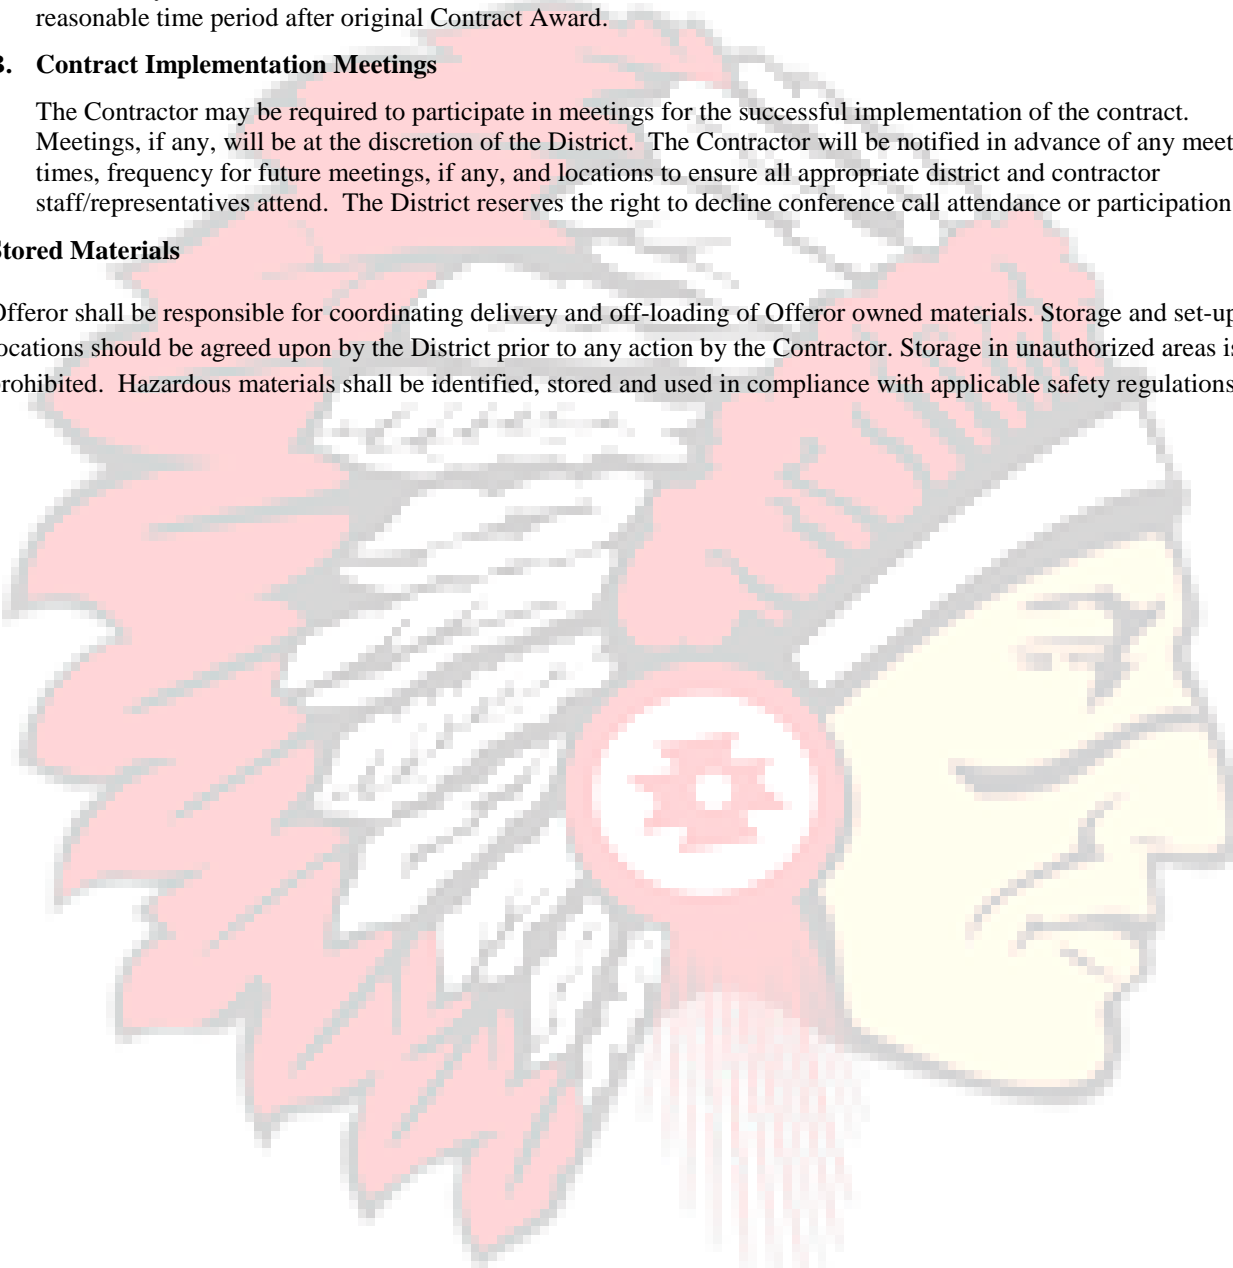 reasonable time period after original Contract Award.
B. Contract Implementation Meetings
The Contractor may be required to participate in meetings for the successful implementation of the contract.
Meetings, if any, will be at the discretion of the District.  The Contractor will be notified in advance of any meet
times, frequency for future meetings, if any, and locations to ensure all appropriate district and contractor
staff/representatives attend.  The District reserves the right to decline conference call attendance or participation
Stored Materials
Offeror shall be responsible for coordinating delivery and off-loading of Offeror owned materials. Storage and set-up
locations should be agreed upon by the District prior to any action by the Contractor. Storage in unauthorized areas is
prohibited.  Hazardous materials shall be identified, stored and used in compliance with applicable safety regulations